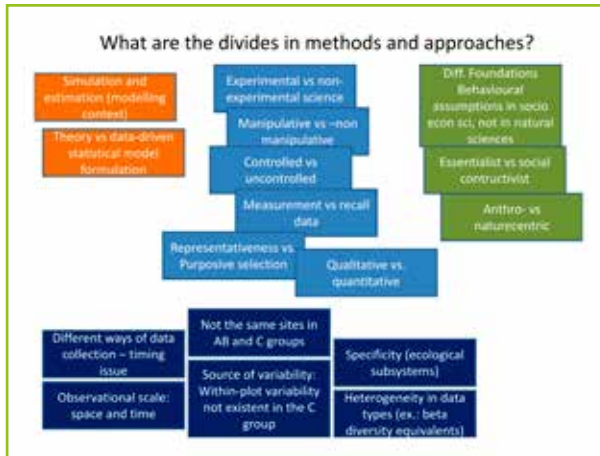 What are the divides in methods and approaches?
Simulation and
estimation (modelling
context)
Theory vs data-driven
statistical model
formulation
Experimental vs non-
experimental science
Manipulative vs –non
manipulative
Controlled vs
uncontrolled
Measurement vs recall
data
Representativeness vs.
Purposive selection
Qualitative vs.
quantitative
Diff. Foundations
Behavioural
assumptions in socio
econ sci, not in natural
sciences
Essentialist vs social
contructivist
Anthro- vs
naturecentric
Different ways of data
collection – timing
issue
Observational scale:
space and time
Not the same sites in
AB and C groups
Source of variability:
Within-plot variability
not existent in the C
group
Specificity (ecological
subsystems)
Heterogeneity in data
types (ex.: beta
diversity equivalents)